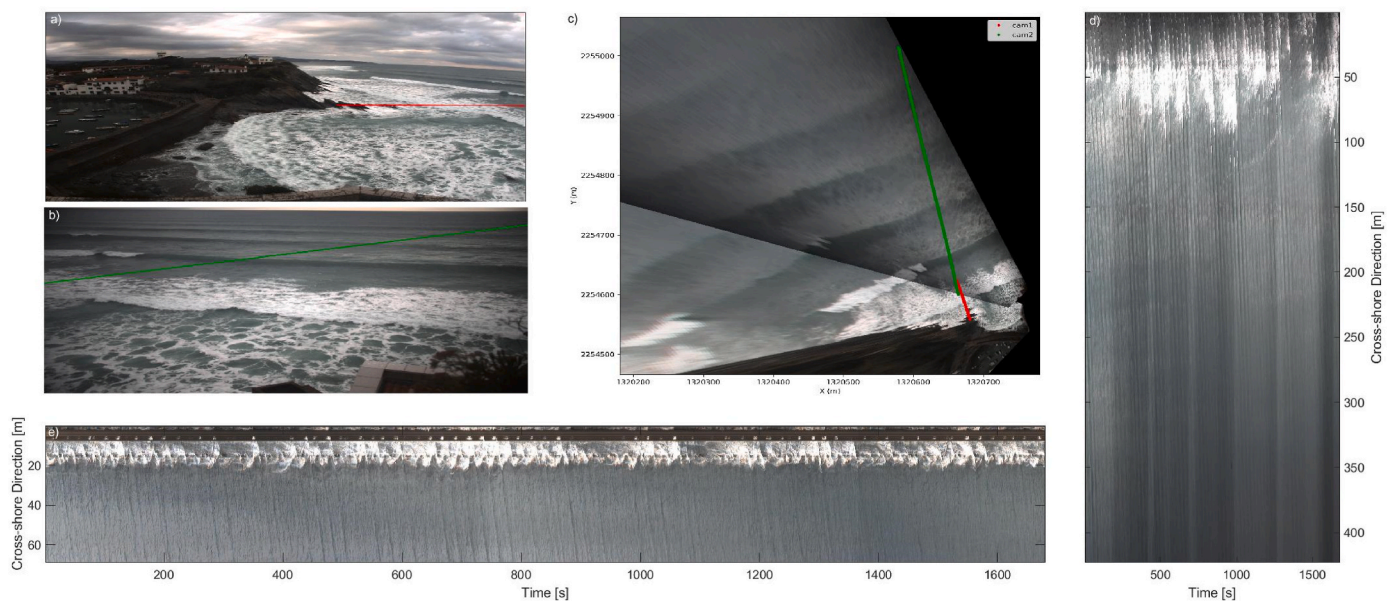 a)
b)
c)
cam1
cam2
2255000
2254900
2254800
2254700
2254600
2254500
Y (m)
1320200
1320300
1320400
1320500
1320600
1320700
X (m)
d)
50
100
150
200
250
300
350
400
Cross-shore Direction [m]
500
1000
1500
Time [s]
e)
Cross-shore Direction [m]
20
40
60
200
400
600
800
1000
1200
1400
1600
Time [s]